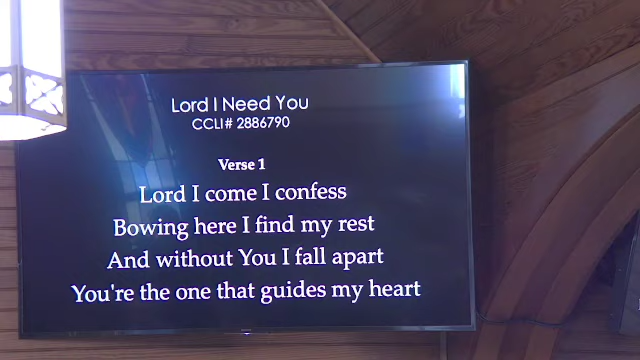 Lord I Need You
CCLI# 2886790
Verse 1
Lord I come I confess
Bowing here I find my rest
And without You I fall apart
You're the one that guides my heart